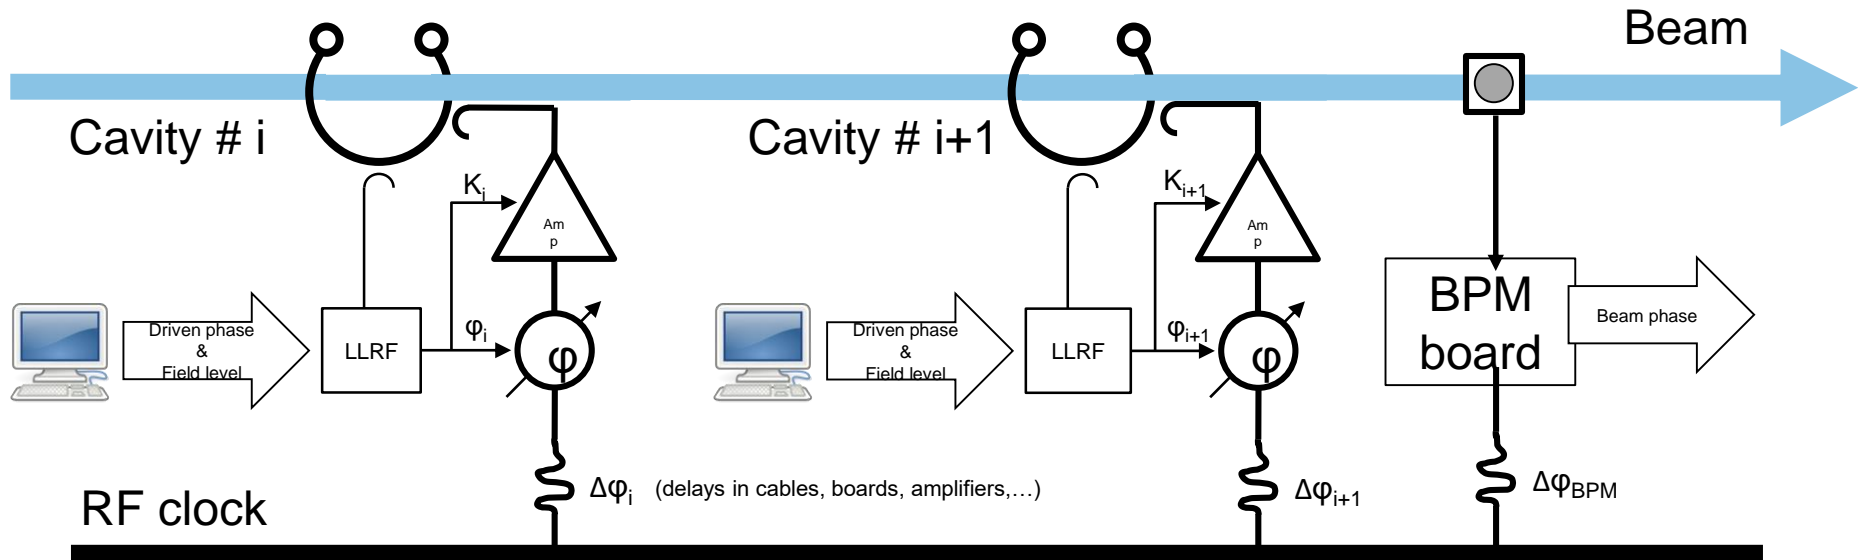 Beam
Cavity # i
Cavity # i+1
Kᵢ
Kᵢ₊₁
Am
p
Am
p
Driven phase
&
Field level
LLRF
φᵢ
φ
Driven phase
&
Field level
LLRF
φᵢ₊₁
φ
BPM
board
Beam phase
Δφᵢ (delays in cables, boards, amplifiers,…)
Δφᵢ₊₁
Δφ_BPM
RF clock